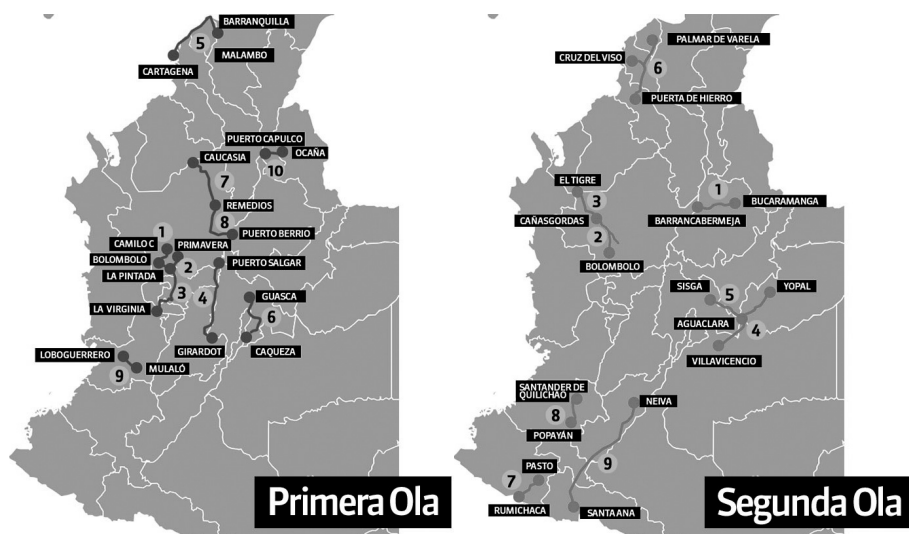 BARRANQUILLA
5
MALAMBO
CARTAGENA
PUERTO CAPULCO
CAUCASIA
OCAÑA
10
7
REMEDIOS
8
1
PUERTO BERRIO
CAMILO C
PRIMAVERA
BOLOMBOLO
2
PUERTO SALGAR
LA PINTADA
3
4
GUASCA
LA VIRGINIA
6
GIRARDOT
CAQUEZA
LOBOGUERRERO
9
MULALÓ
Primera Ola
PALMAR DE VARELA
CRUZ DEL VISO
6
PUERTA DE HIERRO
EL TIGRE
3
1
BUCARAMANGA
CAÑASGORDAS
BARRANCABERMEJA
2
BOLOMBOLO
SISGA
5
YOPAL
AGUACLARA
4
VILLAVICENCIO
SANTANDER DE
QUILICHAO
NEIVA
8
POPAYÁN
9
PASTO
7
RUMICHACA
SANTA ANA
Segunda Ola